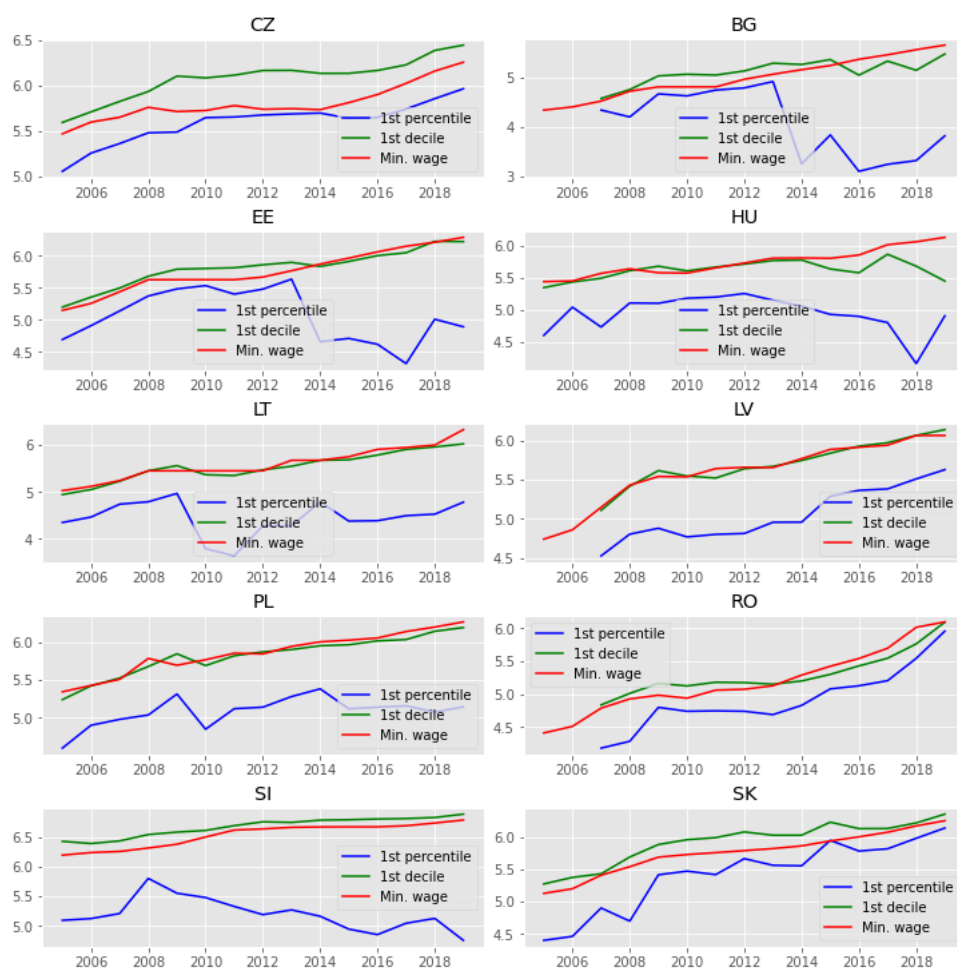 CZ
6.5
6.0
5.5
5.0
1st percentile
1st decile
Min. wage
2006 2008 2010 2012 2014 2016 2018
BG
5
4
3
1st percentile
1st decile
Min. wage
2006 2008 2010 2012 2014 2016 2018
EE
6.0
5.5
5.0
4.5
1st percentile
1st decile
Min. wage
2006 2008 2010 2012 2014 2016 2018
HU
6.0
5.5
5.0
4.5
1st percentile
1st decile
Min. wage
2006 2008 2010 2012 2014 2016 2018
LT
6
5
4
1st percentile
1st decile
Min. wage
2006 2008 2010 2012 2014 2016 2018
LV
6.0
5.5
5.0
4.5
1st percentile
1st decile
Min. wage
2006 2008 2010 2012 2014 2016 2018
PL
6.0
5.5
5.0
1st percentile
1st decile
Min. wage
2006 2008 2010 2012 2014 2016 2018
RO
6.0
5.5
5.0
4.5
1st percentile
1st decile
Min. wage
2006 2008 2010 2012 2014 2016 2018
SI
6.5
6.0
5.5
5.0
1st percentile
1st decile
Min. wage
2006 2008 2010 2012 2014 2016 2018
SK
6.0
5.5
5.0
4.5
1st percentile
1st decile
Min. wage
2006 2008 2010 2012 2014 2016 2018